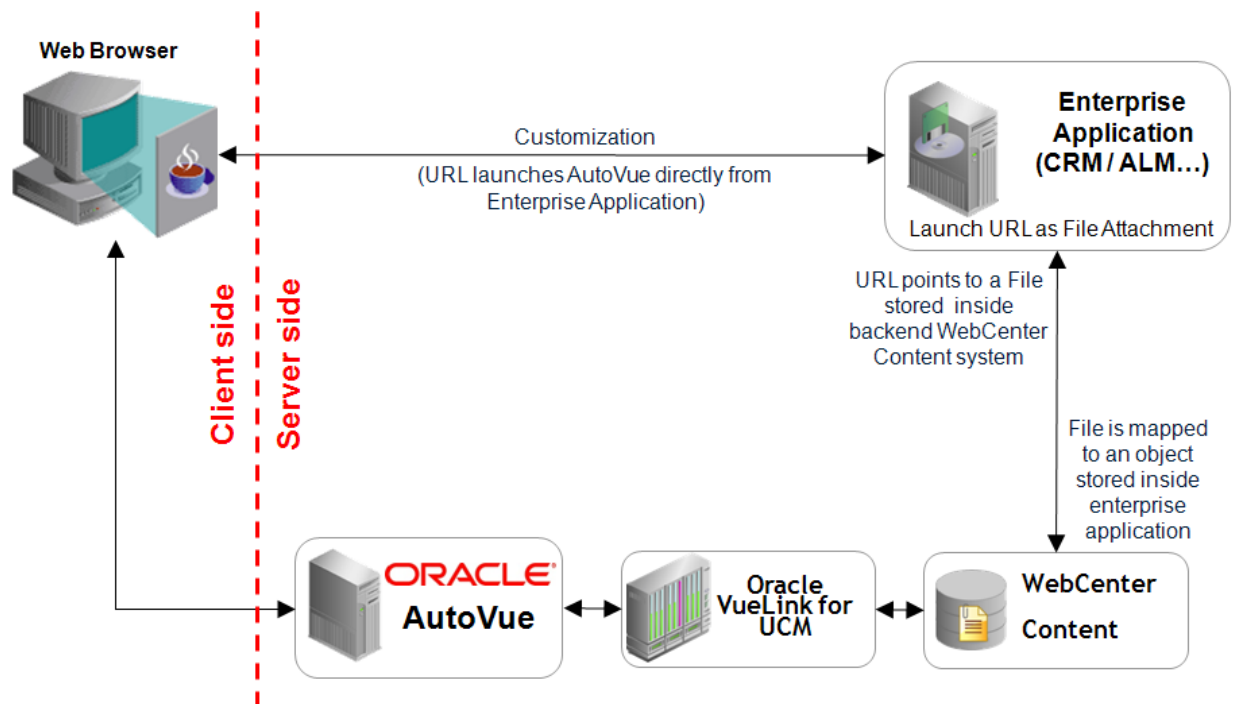 Web Browser
Customization
(URL launches AutoVue directly from
Enterprise Application)
Enterprise
Application
(CRM / ALM...)
Launch URL as File Attachment
URL points to a File
stored inside
backend WebCenter
Content system
Client side
Server side
File is mapped
to an object
stored inside
enterprise
application
ORACLE®
AutoVue
Oracle
VueLink for
UCM
WebCenter
Content